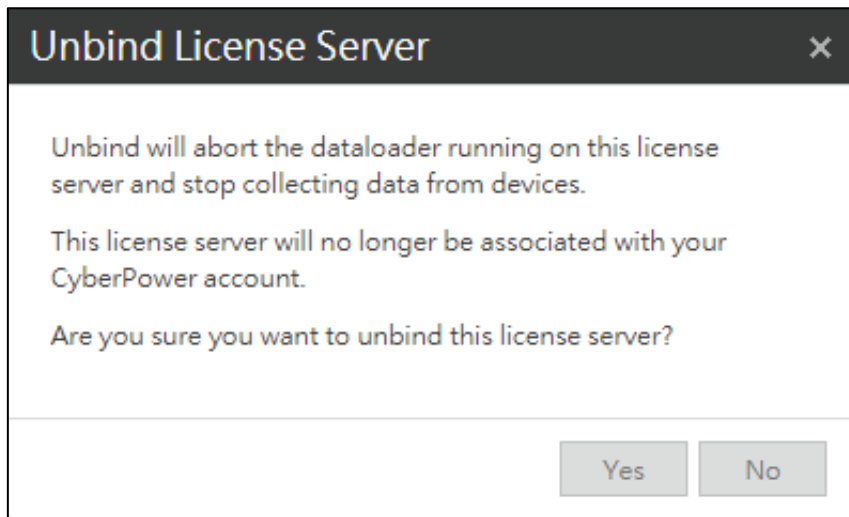 Unbind License Server
Unbind will abort the dataloader running on this license
server and stop collecting data from devices.
This license server will no longer be associated with your
CyberPower account.
Are you sure you want to unbind this license server?
Yes
No